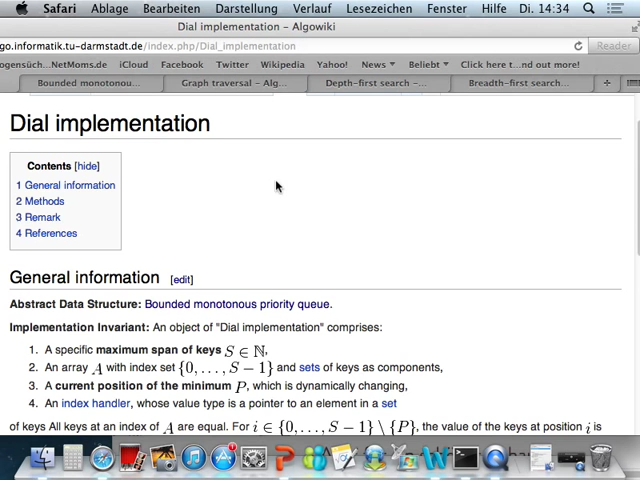 Safari Ablage Bearbeiten Darstellung Verlauf Lesezeichen Fenster Hilfe Di. 14:34
Dial implementation – Algowiki
go.informatik.tu-darmstadt.de/index.php/Dial_implementation Reader
ogensüc...NetMoms.de iCloud Facebook Twitter Wikipedia Yahoo! News Beliebt Click here t...nd out more!
Bounded monotonou... Graph traversal – Alg... Depth-first search –... Breadth-first search...
Dial implementation
Contents [hide]
1 General information
2 Methods
3 Remark
4 References
General information [edit]
Abstract Data Structure: Bounded monotonous priority queue.
Implementation Invariant: An object of "Dial implementation" comprises:
1. A specific maximum span of keys S ∈ ℕ,
2. An array A with index set {0, . . . , S − 1} and sets of keys as components,
3. A current position of the minimum P, which is dynamically changing,
4. An index handler, whose value type is a pointer to an element in a set
of keys All keys at an index of A are equal. For i ∈ {0, . . . , S − 1} \ {P}, the value of the keys at position i is